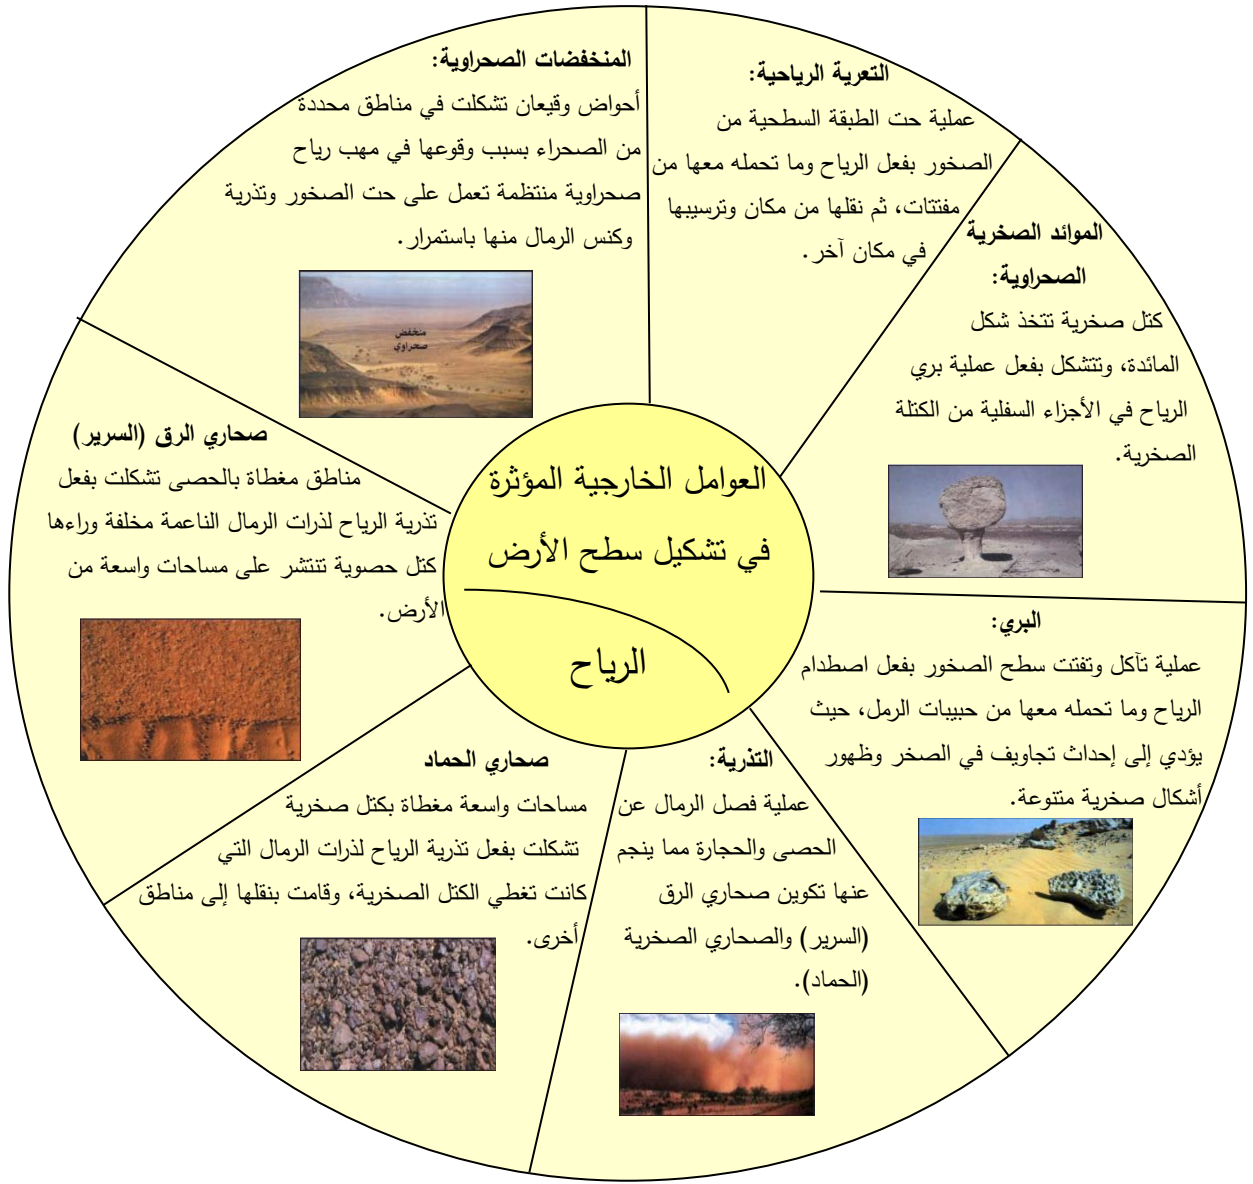 العوامل الخارجية المؤثرة
في تشكيل سطح الأرض
الرياح
التعرية الرياحية:
عملية حت الطبقة السطحية من
الصخور بفعل الرياح وما تحمله معها من
مفتتات، ثم نقلها من مكان وترسيبها
في مكان آخر.
الموائد الصخرية
الصحراوية:
كتل صخرية تتخذ شكل
المائدة، وتتشكل بفعل عملية بري
الرياح في الأجزاء السفلية من الكتلة
الصخرية.
البري:
عملية تآكل وتفتت سطح الصخور بفعل اصطدام
الرياح وما تحمله معها من حبيبات الرمل، حيث
يؤدي إلى إحداث تجاويف في الصخر وظهور
أشكال صخرية متنوعة.
التذرية:
عملية فصل الرمال عن
الحصى والحجارة مما ينجم
عنها تكوين صحاري الرق
(السرير) والصحاري الصخرية
(الحماد).
صحاري الحماد
مساحات واسعة مغطاة بكتل صخرية
تشكلت بفعل تذرية الرياح لذرات الرمال التي
كانت تغطي الكتل الصخرية، وقامت بنقلها إلى مناطق
أخرى.
صحاري الرق (السرير)
مناطق مغطاة بالحصى تشكلت بفعل
تذرية الرياح لذرات الرمال الناعمة مخلفة وراءها
كتل حصوية تنتشر على مساحات واسعة من
الأرض.
المنخفضات الصحراوية:
أحواض وقيعان تشكلت في مناطق محددة
من الصحراء بسبب وقوعها في مهب رياح
صحراوية منتظمة تعمل على حت الصخور وتذرية
وكنس الرمال منها باستمرار.
منخفض
صحراوي